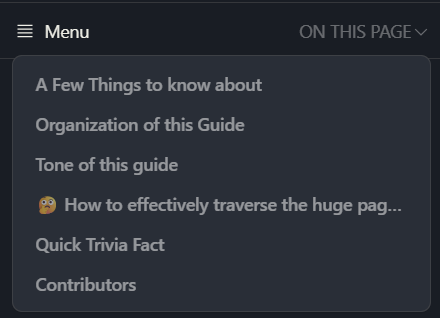 Menu
ON THIS PAGE
A Few Things to know about
Organization of this Guide
Tone of this guide
🤔 How to effectively traverse the huge pag...
Quick Trivia Fact
Contributors